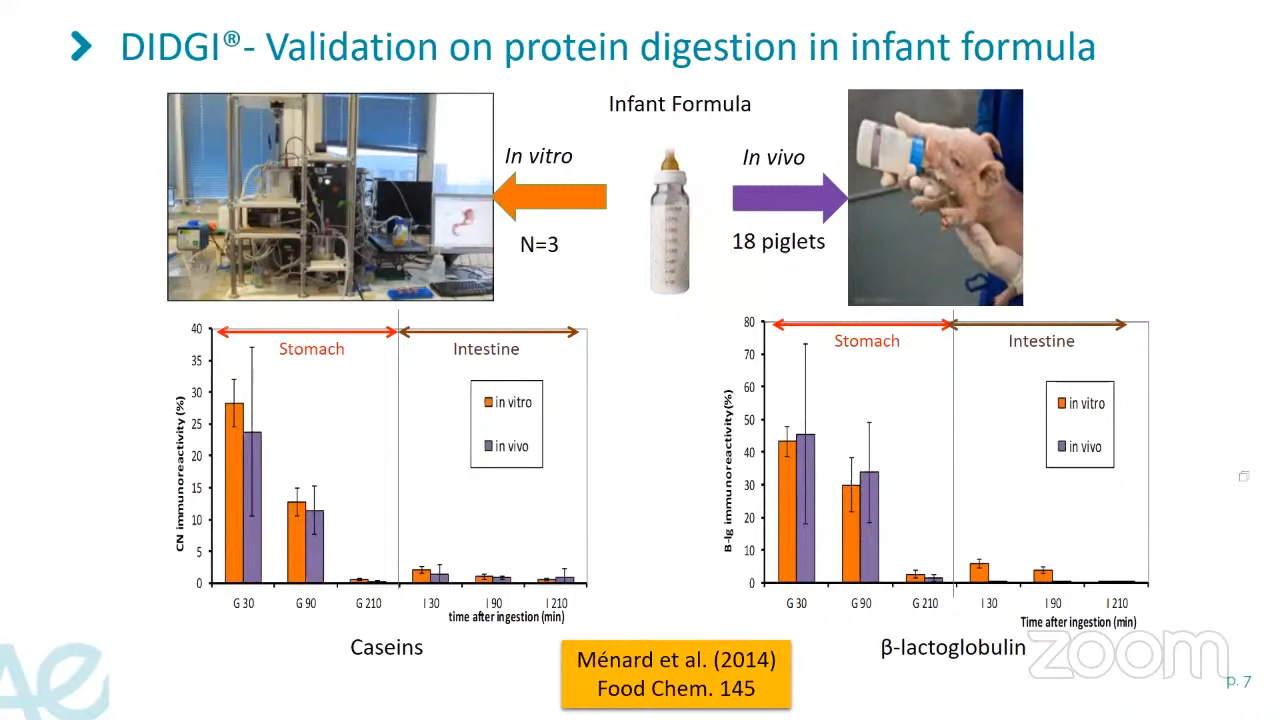 DIDGI®- Validation on protein digestion in infant formula
Infant Formula
In vitro
In vivo
N=3
18 piglets
40
35
30
25
20
15
10
5
0
CN immunoreactivity (%)
Stomach
Intestine
in vitro
in vivo
G 30
G 90
G 210
I 30
I 90
I 210
time after ingestion (min)
Caseins
80
70
60
50
40
30
20
10
0
B-lg immunoreactivity (%)
Stomach
Intestine
in vitro
in vivo
G 30
G 90
G 210
I 30
I 90
I 210
Time after ingestion (min)
β-lactoglobulin
Ménard et al. (2014)
Food Chem. 145
zoom
p. 7